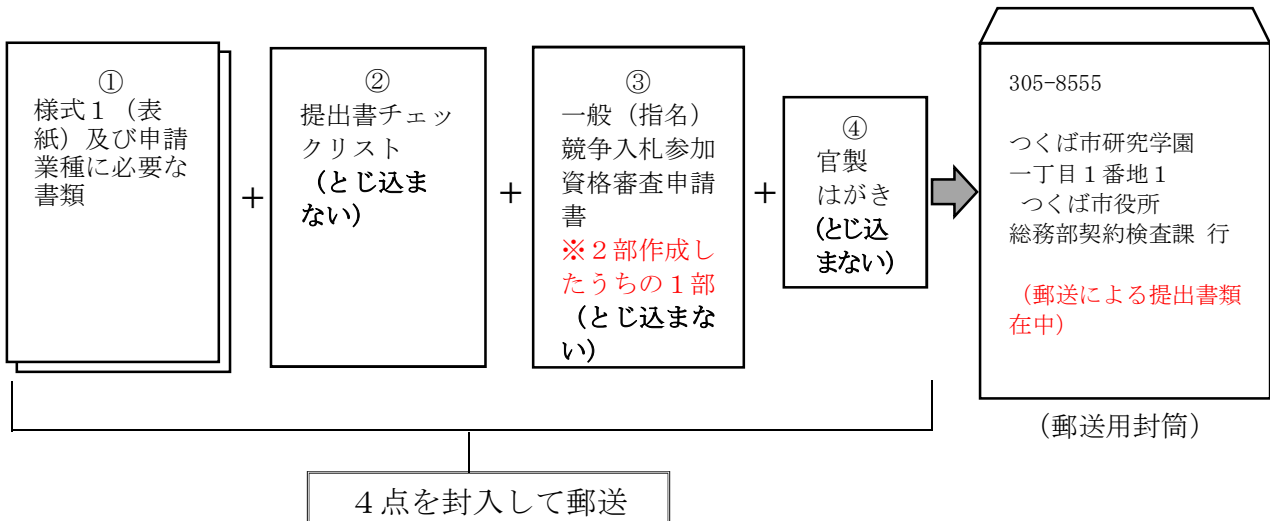 ①
様式１（表
紙）及び申請
業種に必要な
書類
+
②
提出書チェッ
クリスト
（とじ込ま
ない）
+
③
一般（指名）
競争入札参加
資格審査申請
書
※２部作成し
たうちの１部
（とじ込まな
い）
+
④
官製
はがき
（とじ込
まない）
305-8555
つくば市研究学園
一丁目１番地１
つくば市役所
総務部契約検査課 行
（郵送による提出書類
在中）
（郵送用封筒）
４点を封入して郵送